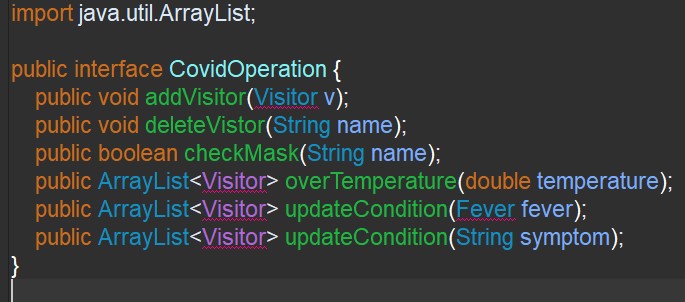 import java.util.ArrayList;
public interface CovidOperation {
public void addVisitor(Visitor v);
public void deleteVistor(String name);
public boolean checkMask(String name);
public ArrayList<Visitor> overTemperature(double temperature);
public ArrayList<Visitor> updateCondition(Fever fever);
public ArrayList<Visitor> updateCondition(String symptom);
}